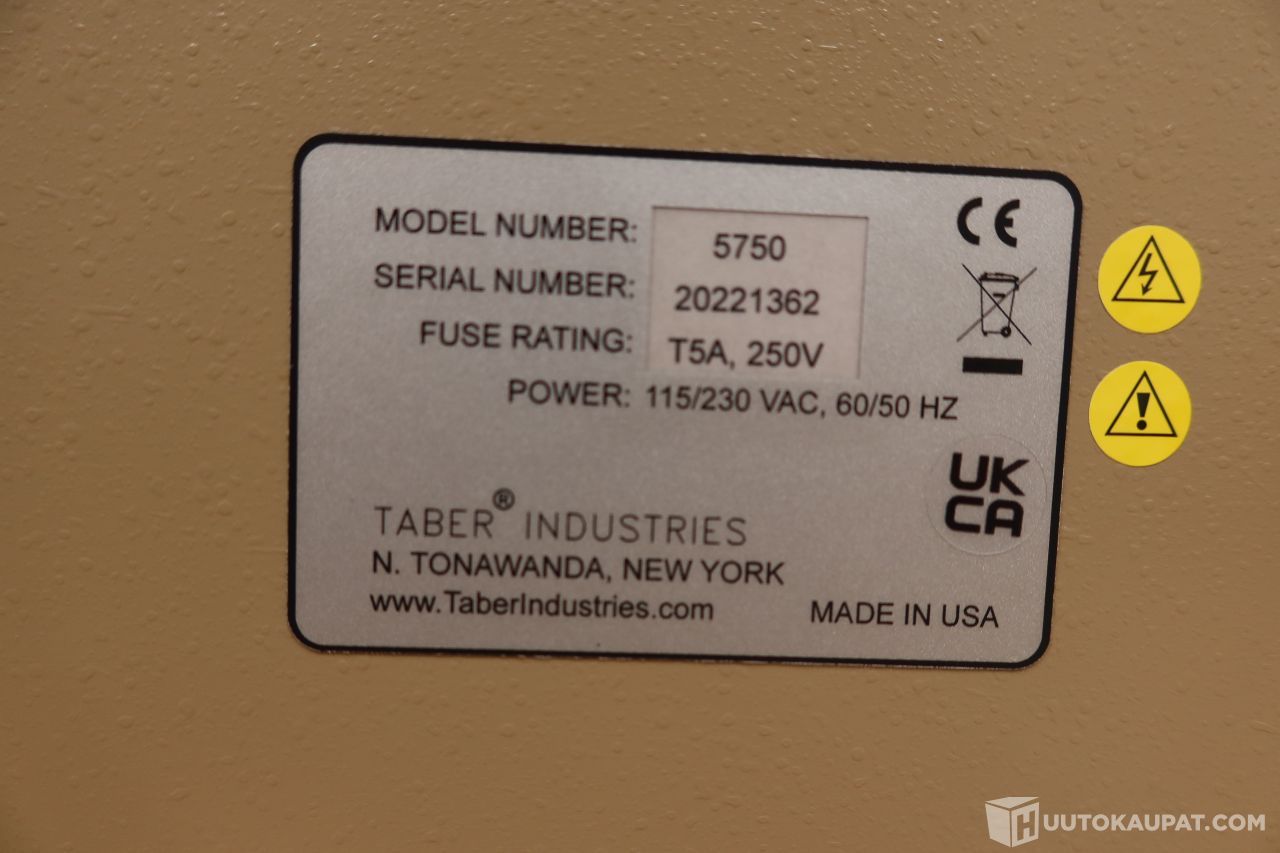 MODEL NUMBER: 5750
SERIAL NUMBER: 20221362
FUSE RATING: T5A, 250V
POWER: 115/230 VAC, 60/50 HZ
CE
UK
CA
TABER® INDUSTRIES
N. TONAWANDA, NEW YORK
www.TaberIndustries.com
MADE IN USA
HUUTOKAUPAT.COM